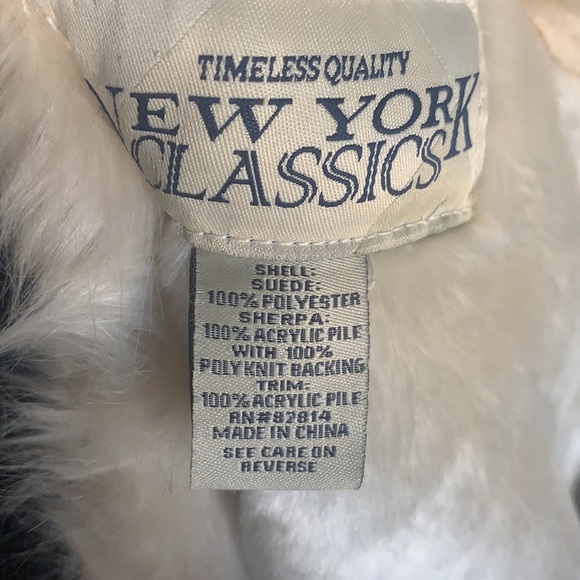 TIMELESS QUALITY
NEW YORK
CLASSICS
SHELL:
SUEDE:
100% POLYESTER
SHERPA:
100% ACRYLIC PILE
WITH 100%
POLY KNIT BACKING
TRIM:
100% ACRYLIC PILE
RN#82814
MADE IN CHINA
SEE CARE ON
REVERSE